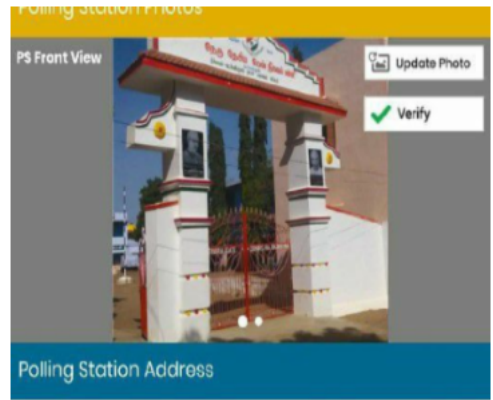 Polling Station Photos
PS Front View
Update Photo
Verify
Polling Station Address